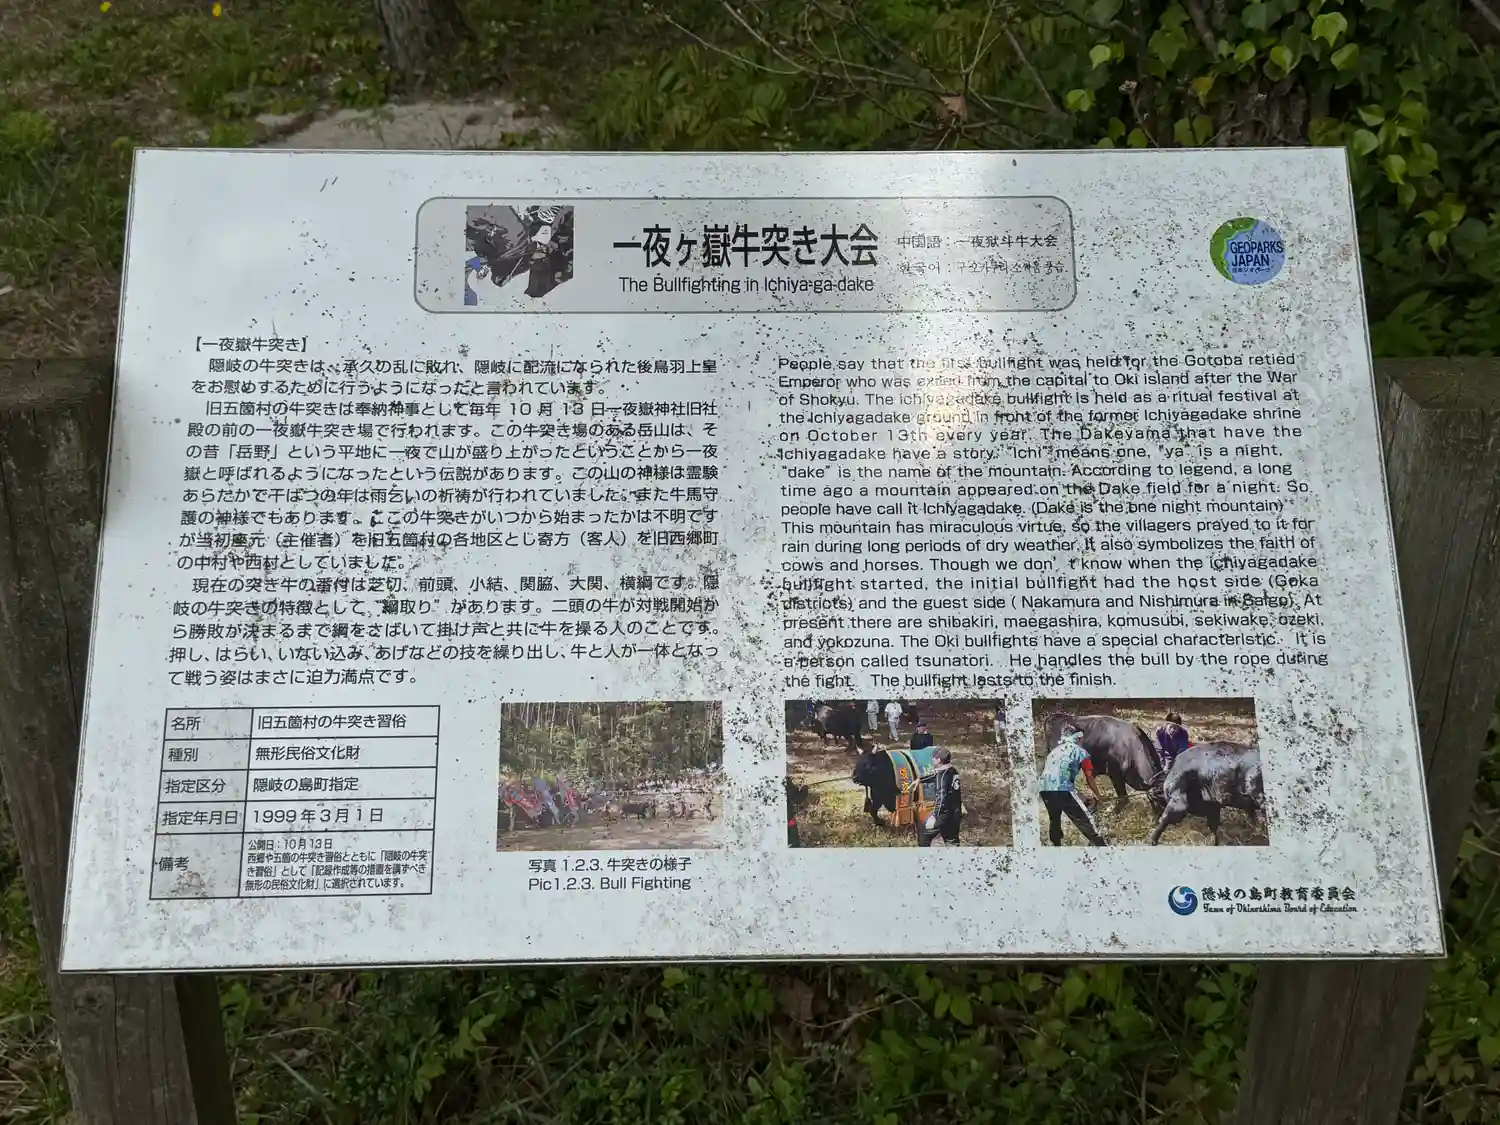 一夜ヶ嶽牛突き大会
The Bullfighting in Ichiya-ga-dake
中国語：一夜狱斗牛大会
한국어：
GEOPARKS
JAPAN
日本ジオパーク
【一夜嶽牛突き】
隠岐の牛突きは、承久の乱に敗れ、隠岐に配流になられた後鳥羽上皇
をお慰めするために行うようになったと言われています。
旧五箇村の牛突きは奉納神事として毎年 10 月 13 日一夜嶽神社旧社
殿の前の一夜嶽牛突き場で行われます。この牛突き場のある岳山は、そ
の昔「岳野」という平地に一夜で山が盛り上がったということから一夜
嶽と呼ばれるようになったという伝説があります。この山の神様は霊験
あらたかで干ばつの年は雨乞いの祈祷が行われていました。また牛馬守
護の神様でもあります。ここの牛突きがいつから始まったかは不明です
が当初座元（主催者）を旧五箇村の各地区とし寄方（客人）を旧西郷町
の中村や西村としていました。
現在の突き牛の番付は芝切、前頭、小結、関脇、大関、横綱です。隠
岐の牛突きの特徴として“綱取り”があります。二頭の牛が対戦開始か
ら勝敗が決まるまで綱をさばいて掛け声と共に牛を操る人のことです。
押し、はらい、いない込み、あげなどの技を繰り出し、牛と人が一体となっ
て戦う姿はまさに迫力満点です。
People say that the first bullfight was held for the Gotoba retied
Emperor who was exiled from the capital to Oki island after the War
of Shokyu. The ichiyagadake bullfight is held as a ritual festival at
the Ichiyagadake ground in front of the former Ichiyagadake shrine
on October 13th every year. The Dakeyama that have the
Ichiyagadake have a story. “Ichi” means one, “ya” is a night,
“dake” is the name of the mountain. According to legend, a long
time ago a mountain appeared on the Dake field for a night. So
people have call it Ichiyagadake. (Dake is the one night mountain)
This mountain has miraculous virtue, so the villagers prayed to it for
rain during long periods of dry weather. It also symbolizes the faith of
cows and horses. Though we don’t know when the ichiyagadake
bullfight started, the initial bullfight had the host side (Goka
districts) and the guest side ( Nakamura and Nishimura in Saigo). At
present there are shibakiri, maegashira, komusubi, sekiwake, ozeki,
and yokozuna. The Oki bullfights have a special characteristic. It is
a person called tsunatori. He handles the bull by the rope during
the fight. The bullfight lasts to the finish.
名所 旧五箇村の牛突き習俗
種別 無形民俗文化財
指定区分 隠岐の島町指定
指定年月日 1999 年 3 月 1 日
備考 公開日：10月13日
西郷や五箇の牛突き習俗とともに「隠岐の牛突
き習俗」として「記録作成等の措置を講ずべき
無形の民俗文化財」に選択されています。
写真 1.2.3. 牛突きの様子
Pic1.2.3. Bull Fighting
隠岐の島町教育委員会
Town of Okinoshima Board of Education